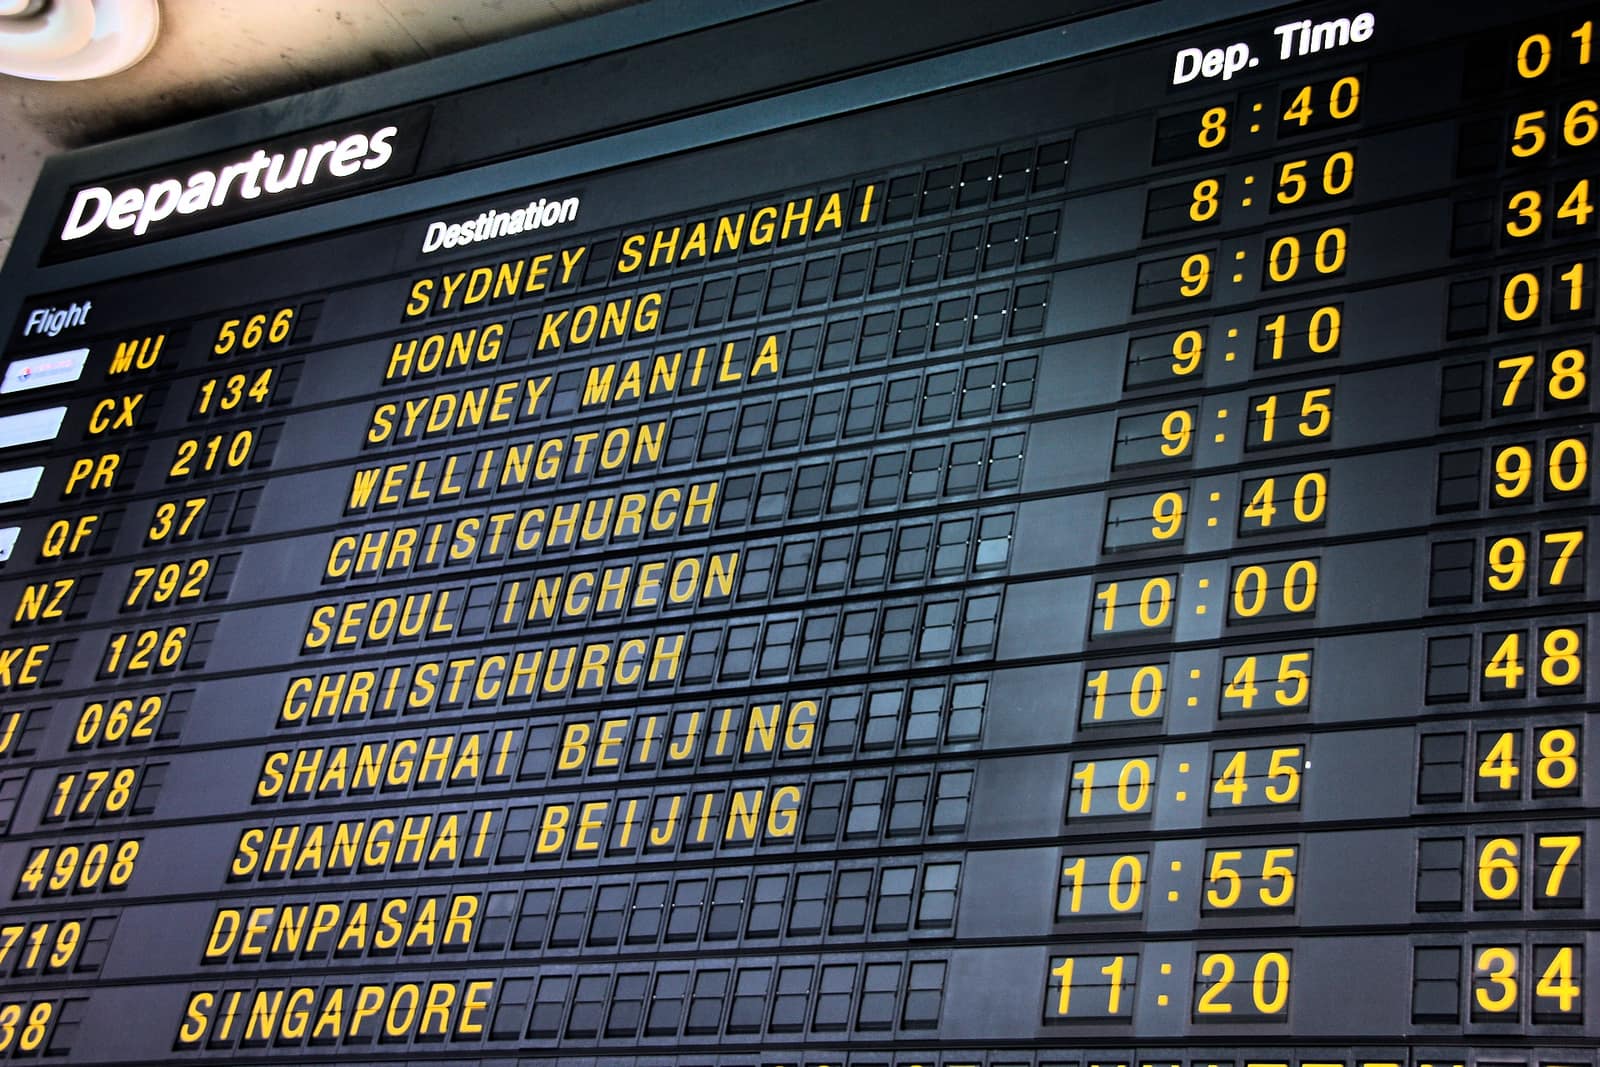 Departures
Flight Destination Dep. Time
MU 566 SYDNEY SHANGHAI 8:40 01
CX 134 HONG KONG 8:50 56
PR 210 SYDNEY MANILA 9:00 34
QF 37 WELLINGTON 9:10 01
NZ 792 CHRISTCHURCH 9:15 78
KE 126 SEOUL INCHEON 9:40 90
J 062 CHRISTCHURCH 10:00 97
178 SHANGHAI BEIJING 10:45 48
4908 SHANGHAI BEIJING 10:45 48
719 DENPASAR 10:55 67
38 SINGAPORE 11:20 34